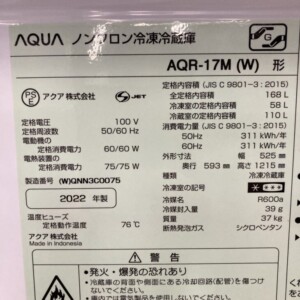 AQUA ノンフロン冷凍冷蔵庫
AQR-17M (W) 形
PS E
アクア株式会社
S JET
定格電圧 100 V
定格周波数 50/60 Hz
電動機の
定格消費電力 60/60 W
電熱装置の
定格消費電力 75/75 W
製造番号 (W)QNN3C0075
2022 年製
温度ヒューズ
定格動作温度 76℃
アクア株式会社
Made in Indonesia
定格内容積 (JIS C 9801-3 : 2015)
全定格内容積 168 L
冷凍室の定格内容積 58 L
冷蔵室の定格内容積 110 L
消費電力量 (JIS C 9801-3 : 2015)
50Hz 311 kWh/年
60Hz 311 kWh/年
外形寸法 幅 525 mm
奥行 593 mm 高さ 1215 mm
種類 冷凍冷蔵庫
冷凍室の記号
冷媒 R600a
冷媒封入量 39 g
質量 37 kg
断熱発泡ガス シクロペンタン
警告
発火・爆発の恐れあり